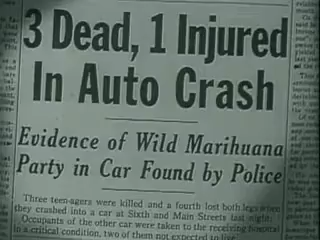 3 Dead, 1 Injured
In Auto Crash
Evidence of Wild Marihuana
Party in Car Found by Police
Three teen-agers were killed and a fourth lost both legs when
they crashed into a car at Sixth and Main Streets last night.
Occupants of the other car were taken to the receiving hospital
in a critical condition, two of them not expected to live.